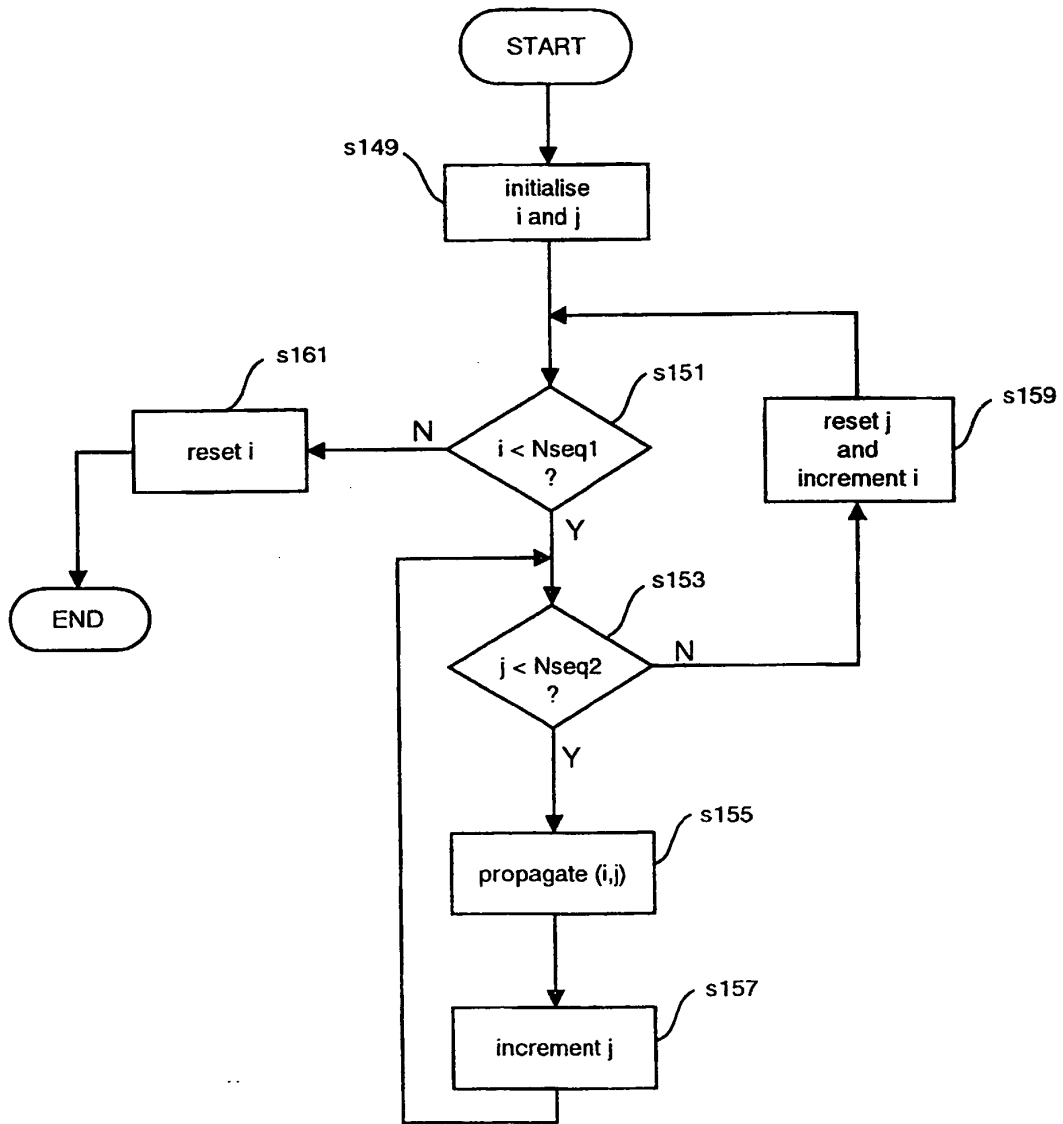 START
s149
initialise
i and j
s161
s151
s159
reset i
N
i < Nseq1
?
reset j
and
increment i
Y
s153
END
j < Nseq2
?
N
Y
s155
propagate (i,j)
s157
increment j